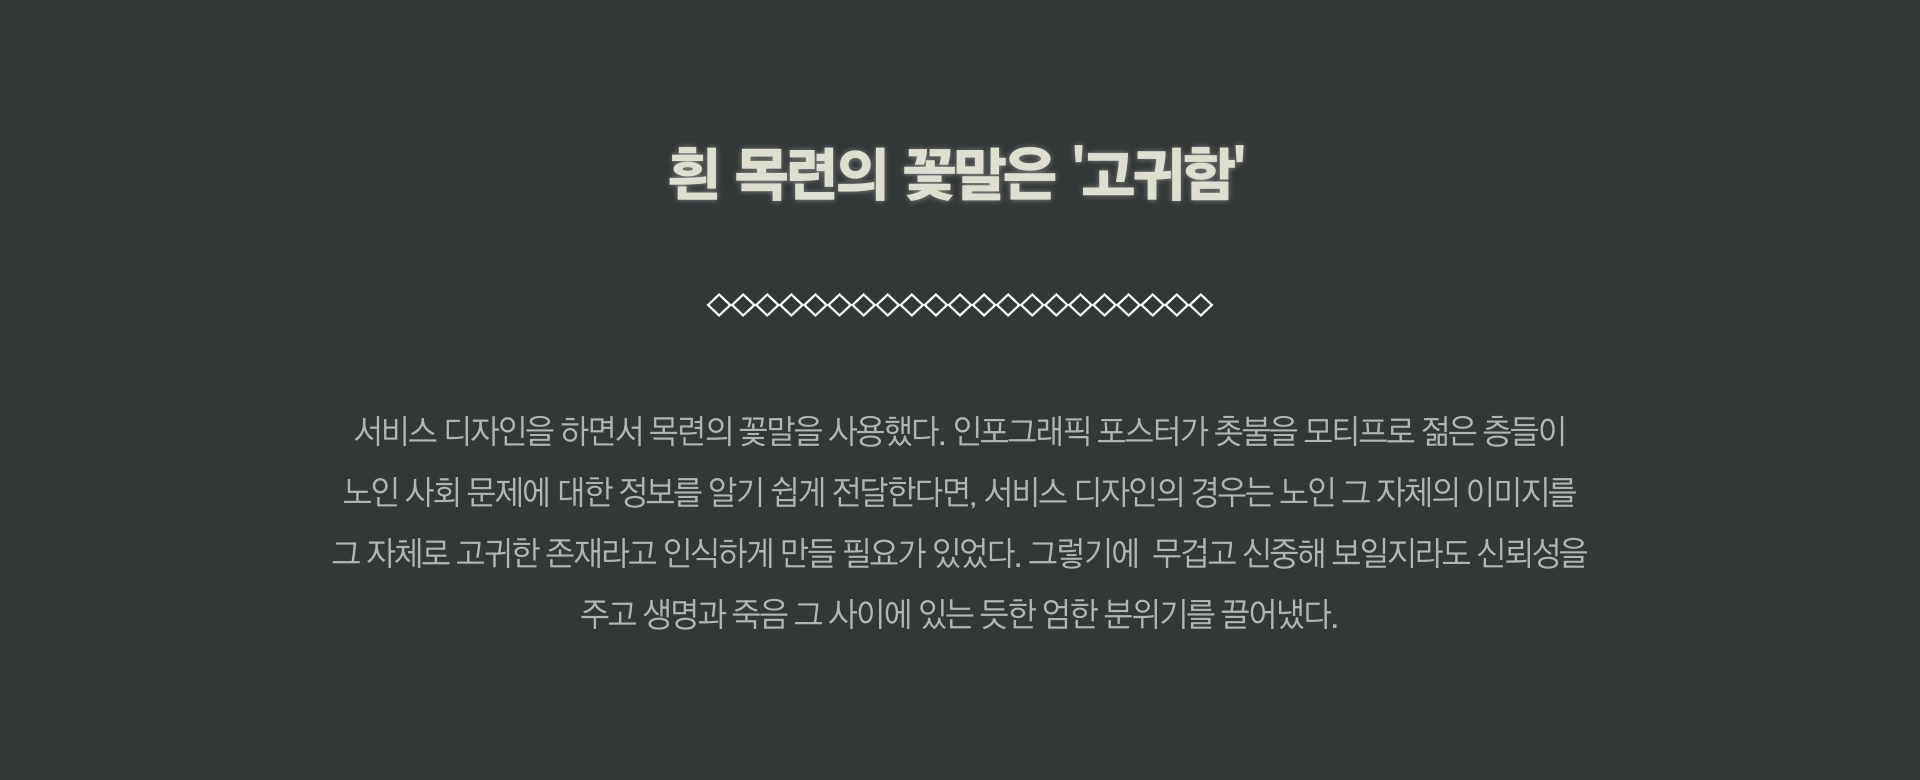 흰 목련의 꽃말은 '고귀함'
서비스 디자인을 하면서 목련의 꽃말을 사용했다. 인포그래픽 포스터가 촛불을 모티프로 젊은 층들이
노인 사회 문제에 대한 정보를 알기 쉽게 전달한다면, 서비스 디자인의 경우는 노인 그 자체의 이미지를
그 자체로 고귀한 존재라고 인식하게 만들 필요가 있었다. 그렇기에  무겁고 신중해 보일지라도 신뢰성을
주고 생명과 죽음 그 사이에 있는 듯한 엄한 분위기를 끌어냈다.